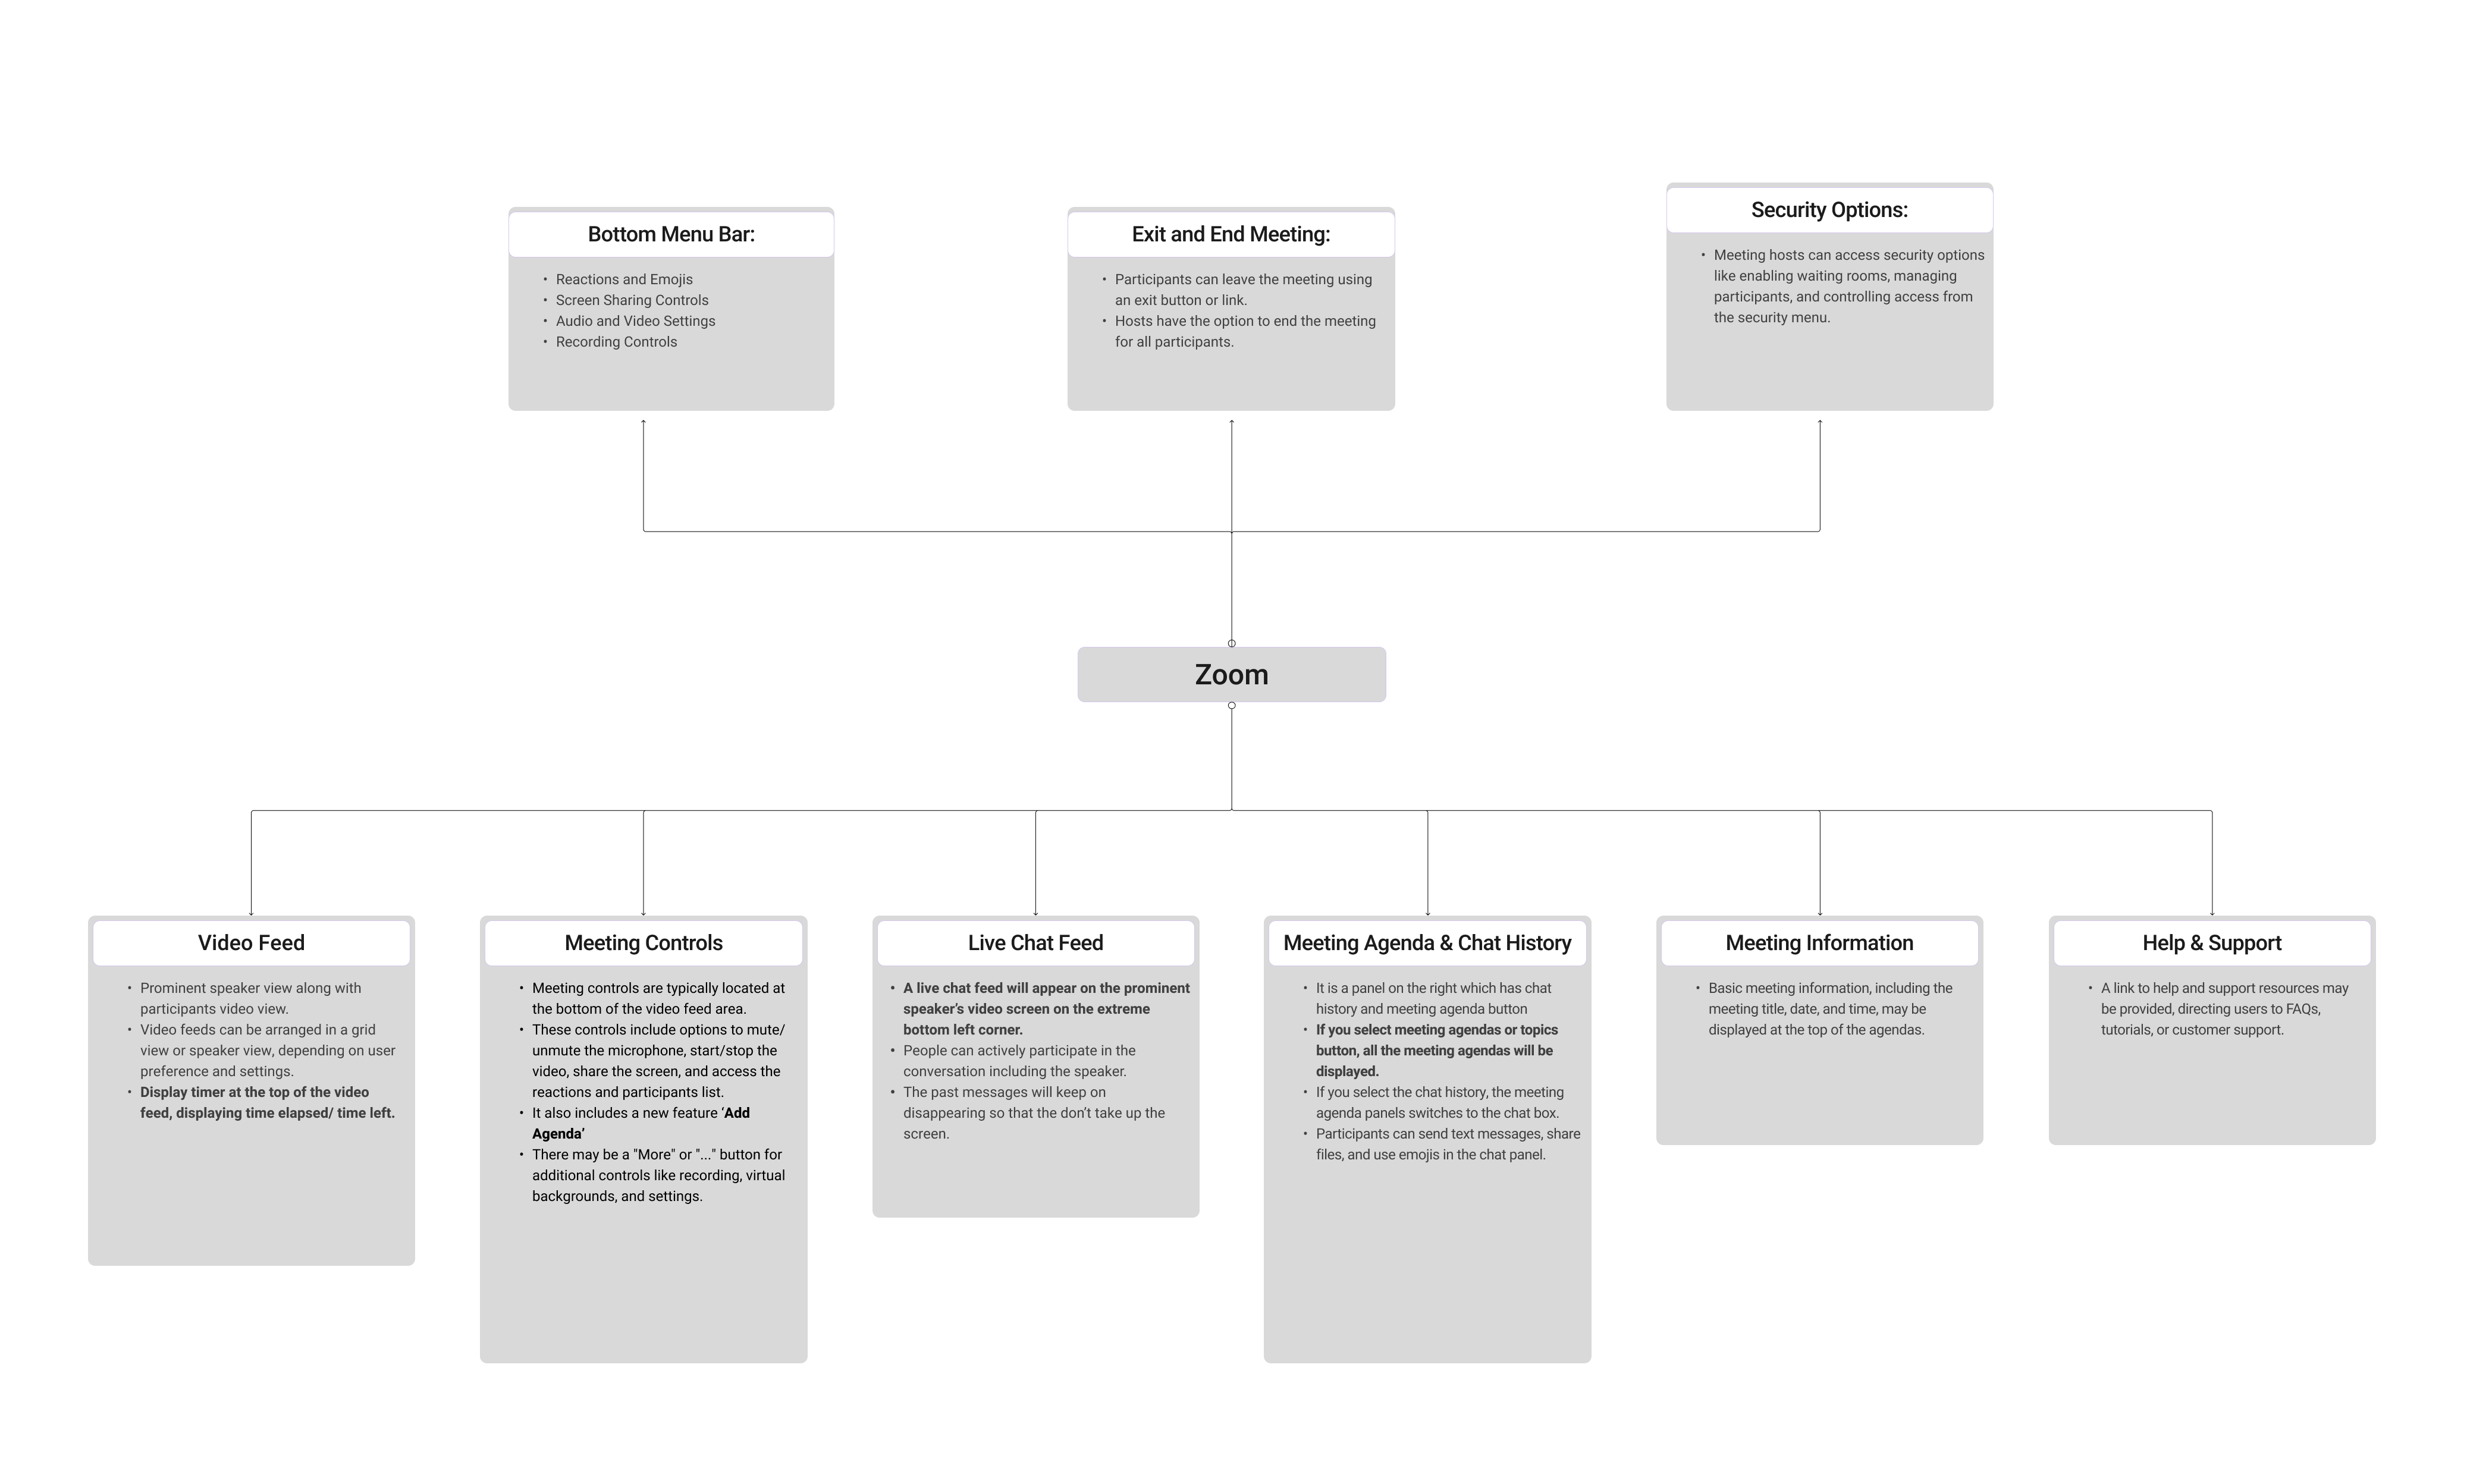 Bottom Menu Bar:
• Reactions and Emojis
• Screen Sharing Controls
• Audio and Video Settings
• Recording Controls
Exit and End Meeting:
• Participants can leave the meeting using
an exit button or link.
• Hosts have the option to end the meeting
for all participants.
Security Options:
• Meeting hosts can access security options
like enabling waiting rooms, managing
participants, and controlling access from
the security menu.
Zoom
Video Feed
• Prominent speaker view along with
participants video view.
• Video feeds can be arranged in a grid
view or speaker view, depending on user
preference and settings.
• Display timer at the top of the video
feed, displaying time elapsed/ time left.
Meeting Controls
• Meeting controls are typically located at
the bottom of the video feed area.
• These controls include options to mute/
unmute the microphone, start/stop the
video, share the screen, and access the
reactions and participants list.
• It also includes a new feature ‘Add
Agenda’
• There may be a "More" or "..." button for
additional controls like recording, virtual
backgrounds, and settings.
Live Chat Feed
• A live chat feed will appear on the prominent
speaker’s video screen on the extreme
bottom left corner.
• People can actively participate in the
conversation including the speaker.
• The past messages will keep on
disappearing so that the don’t take up the
screen.
Meeting Agenda & Chat History
• It is a panel on the right which has chat
history and meeting agenda button
• If you select meeting agendas or topics
button, all the meeting agendas will be
displayed.
• If you select the chat history, the meeting
agenda panels switches to the chat box.
• Participants can send text messages, share
files, and use emojis in the chat panel.
Meeting Information
• Basic meeting information, including the
meeting title, date, and time, may be
displayed at the top of the agendas.
Help & Support
• A link to help and support resources may
be provided, directing users to FAQs,
tutorials, or customer support.